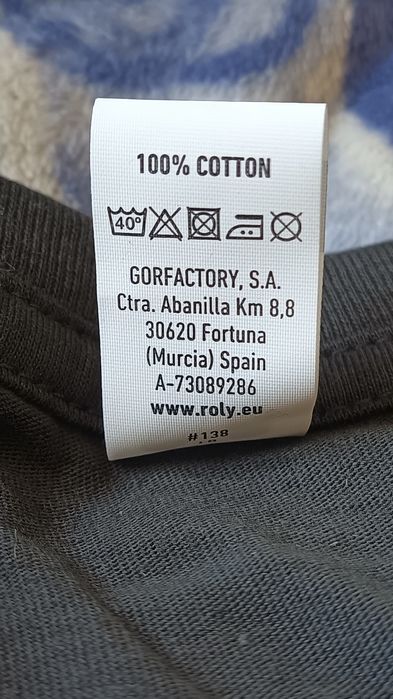 100% COTTON
40°
GORFACTORY, S.A.
Ctra. Abanilla Km 8,8
30620 Fortuna
(Murcia) Spain
A-73089286
www.roly.eu
#138